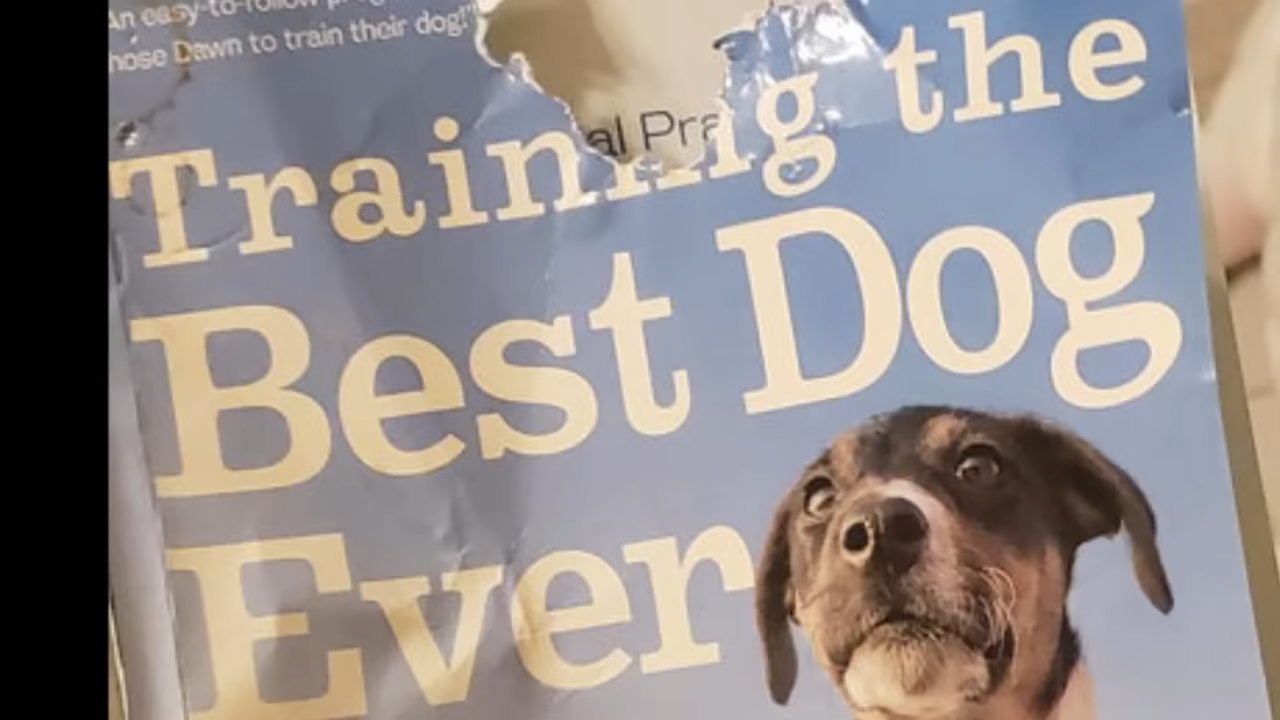 An easy-to-follow
hose Dawn to train their dog!"
al Pra
Training the
Best Dog
Ever